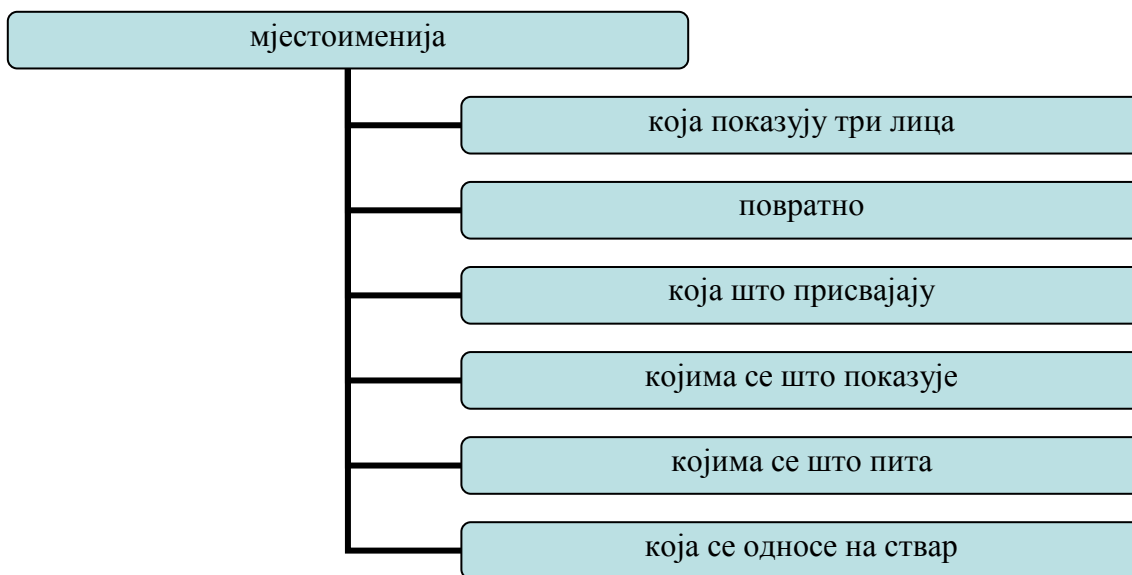 мјестоименија
која показују три лица
повратно
која што присвајају
којима се што показује
којима се што пита
која се односе на ствар